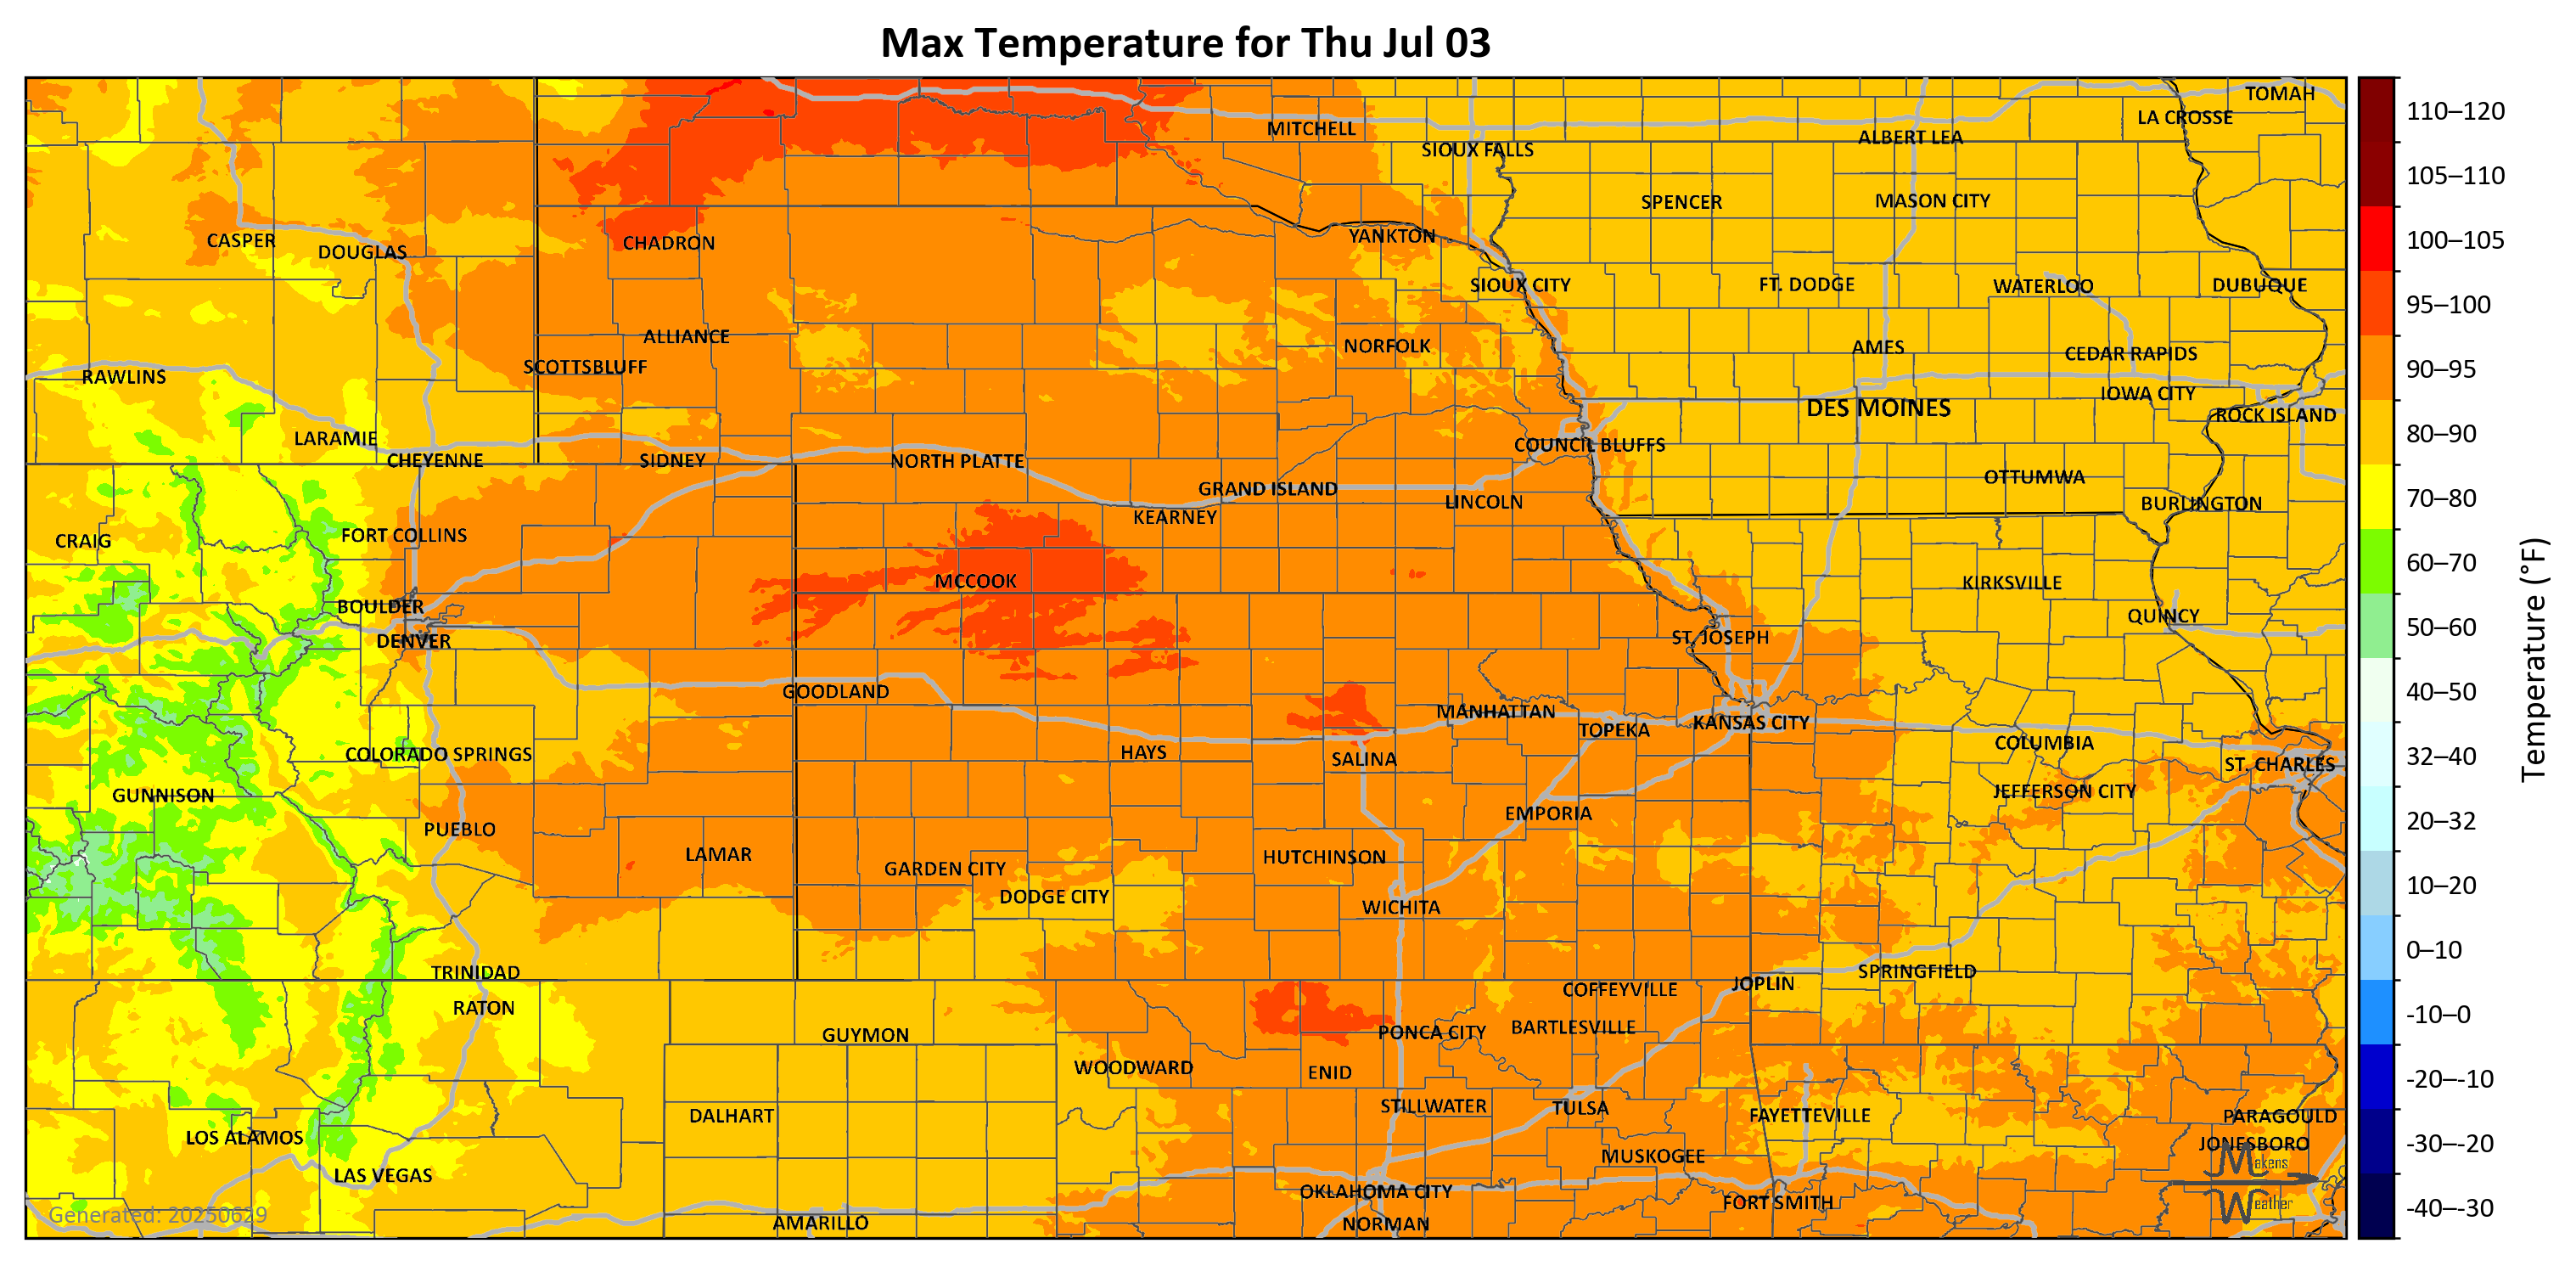 Max Temperature for Thu Jul 03
TOMAH
LA CROSSE
MITCHELL
ALBERT LEA
SIOUX FALLS
SPENCER
MASON CITY
CASPER
DOUGLAS
CHADRON
YANKTON
SIOUX CITY
FT. DODGE
WATERLOO
DUBUQUE
ALLIANCE
NORFOLK
AMES
CEDAR RAPIDS
SCOTTSBLUFF
RAWLINS
IOWA CITY
DES MOINES
ROCK ISLAND
LARAMIE
COUNCIL BLUFFS
CHEYENNE
SIDNEY
NORTH PLATTE
OTTUMWA
GRAND ISLAND
LINCOLN
BURLINGTON
KEARNEY
FORT COLLINS
CRAIG
MCCOOK
KIRKSVILLE
BOULDER
QUINCY
DENVER
ST. JOSEPH
GOODLAND
MANHATTAN
KANSAS CITY
TOPEKA
COLUMBIA
COLORADO SPRINGS
HAYS
SALINA
ST. CHARLES
GUNNISON
JEFFERSON CITY
EMPORIA
PUEBLO
LAMAR
HUTCHINSON
GARDEN CITY
DODGE CITY
WICHITA
TRINIDAD
SPRINGFIELD
JOPLIN
COFFEYVILLE
RATON
BARTLESVILLE
PONCA CITY
GUYMON
WOODWARD
ENID
STILLWATER
TULSA
DALHART
FAYETTEVILLE
PARAGOULD
LOS ALAMOS
JONESBORO
MUSKOGEE
LAS VEGAS
OKLAHOMA CITY
FORT SMITH
AMARILLO
NORMAN
Generated: 20250629
Makens
Weather
110–120
105–110
100–105
95–100
90–95
80–90
70–80
60–70
50–60
40–50
32–40
20–32
10–20
0–10
-10–0
-20–-10
-30–-20
-40–-30
Temperature (°F)